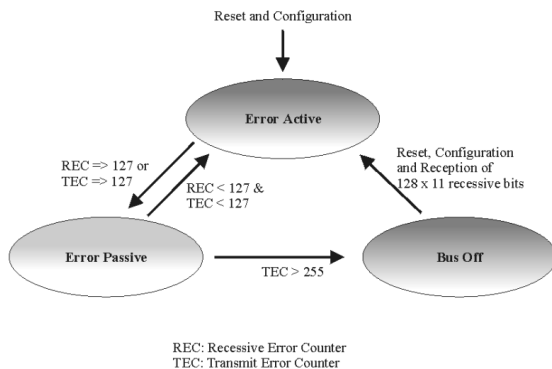 Reset and Configuration
Error Active
REC => 127 or
TEC => 127
REC < 127 &
TEC < 127
Reset, Configuration
and Reception of
128 x 11 recessive bits
Error Passive
TEC > 255
Bus Off
REC: Recessive Error Counter
TEC: Transmit Error Counter